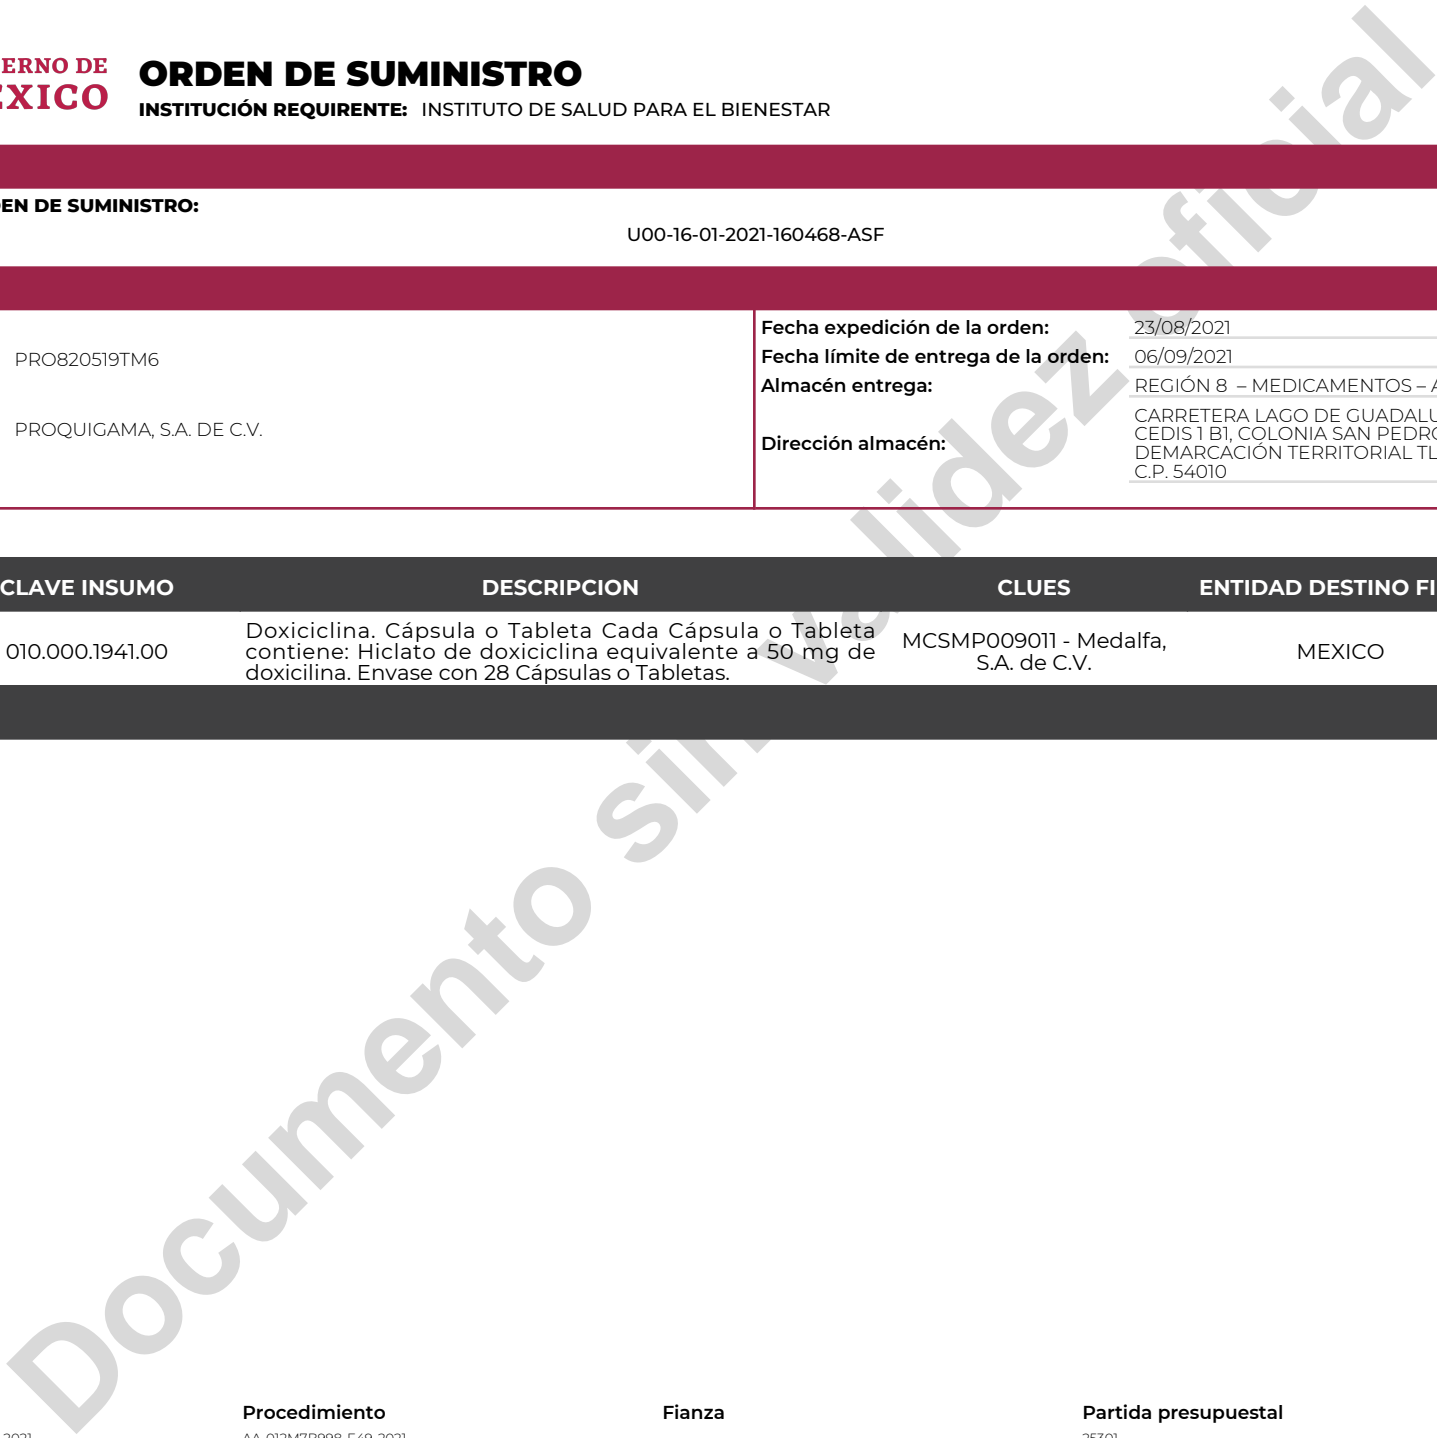 ERNO DE
EXICO
ORDEN DE SUMINISTRO
INSTITUCIÓN REQUIRENTE: INSTITUTO DE SALUD PARA EL BIENESTAR
EN DE SUMINISTRO:
U00-16-01-2021-160468-ASF
PRO820519TM6
PROQUIGAMA, S.A. DE C.V.
Fecha expedición de la orden: 23/08/2021
Fecha límite de entrega de la orden: 06/09/2021
Almacén entrega: REGIÓN 8 – MEDICAMENTOS – A
Dirección almacén:
CARRETERA LAGO DE GUADALU
CEDIS 1 B1, COLONIA SAN PEDRO
DEMARCACIÓN TERRITORIAL TL
C.P. 54010
CLAVE INSUMO DESCRIPCION CLUES ENTIDAD DESTINO FI
010.000.1941.00
Doxiciclina. Cápsula o Tableta Cada Cápsula o Tableta
contiene: Hiclato de doxiciclina equivalente a 50 mg de
doxicilina. Envase con 28 Cápsulas o Tabletas.
MCSMP009011 - Medalfa,
S.A. de C.V.
MEXICO
Documento sin validez oficial
Procedimiento Fianza Partida presupuestal